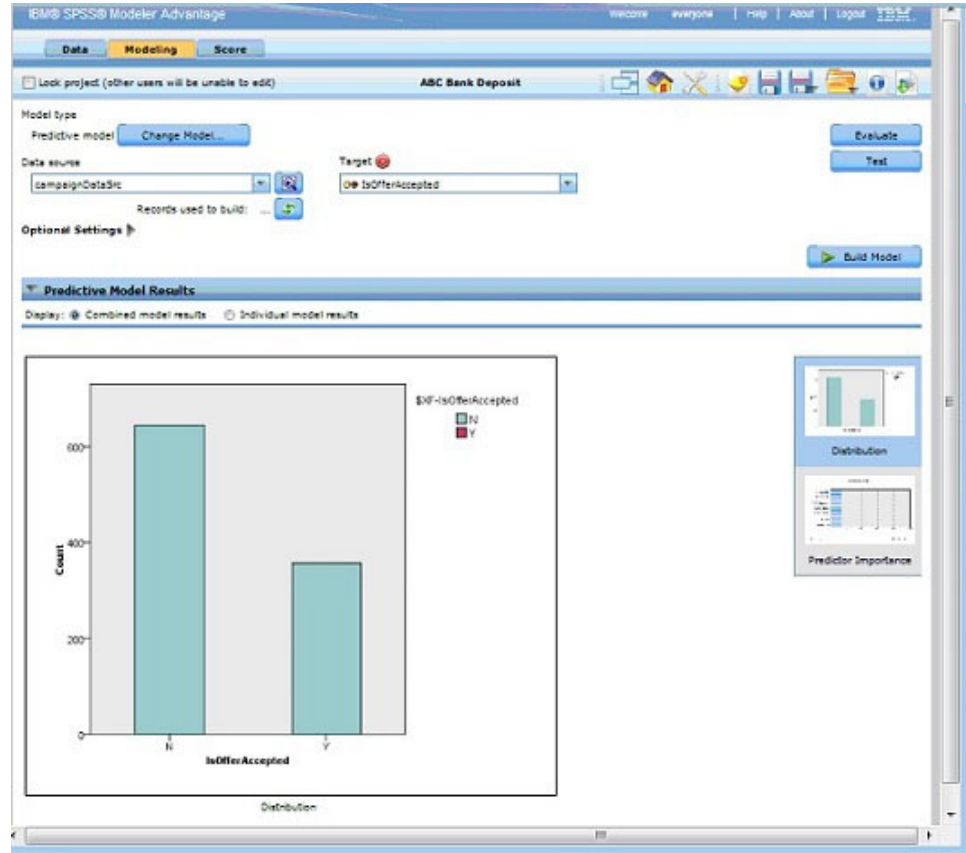 IBM® SPSS® Modeler Advantage Welcome everyone | Help | About | Logout IBM.
Data Modeling Score
Lock project (other users will be unable to edit) ABC Bank Deposit
Model type
Predictive model Change Model... Evaluate
Data source Target Test
campaignDataSrc IsOfferAccepted
Records used to build: ...
Optional Settings
Build Model
Predictive Model Results
Display: Combined model results Individual model results
$XF-IsOfferAccepted
N
Y
600
400
200
0
Count
N Y
IsOfferAccepted
Distribution
Distribution
Predictor Importance